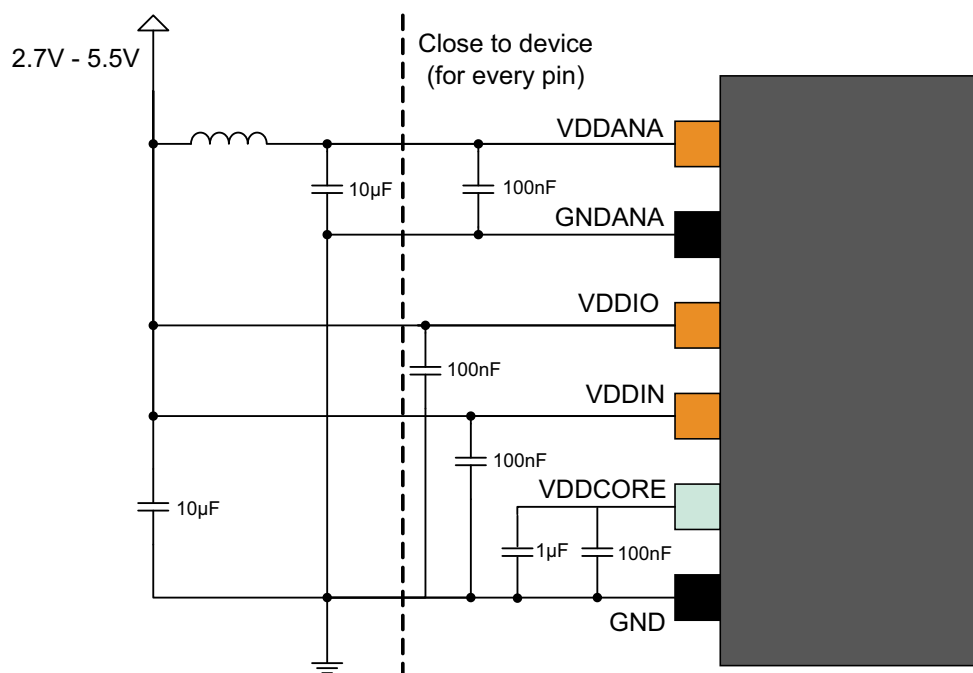 2.7V - 5.5V
Close to device
(for every pin)
VDDANA
10µF
100nF
GNDANA
VDDIO
100nF
VDDIN
100nF
VDDCORE
10µF
1µF
100nF
GND